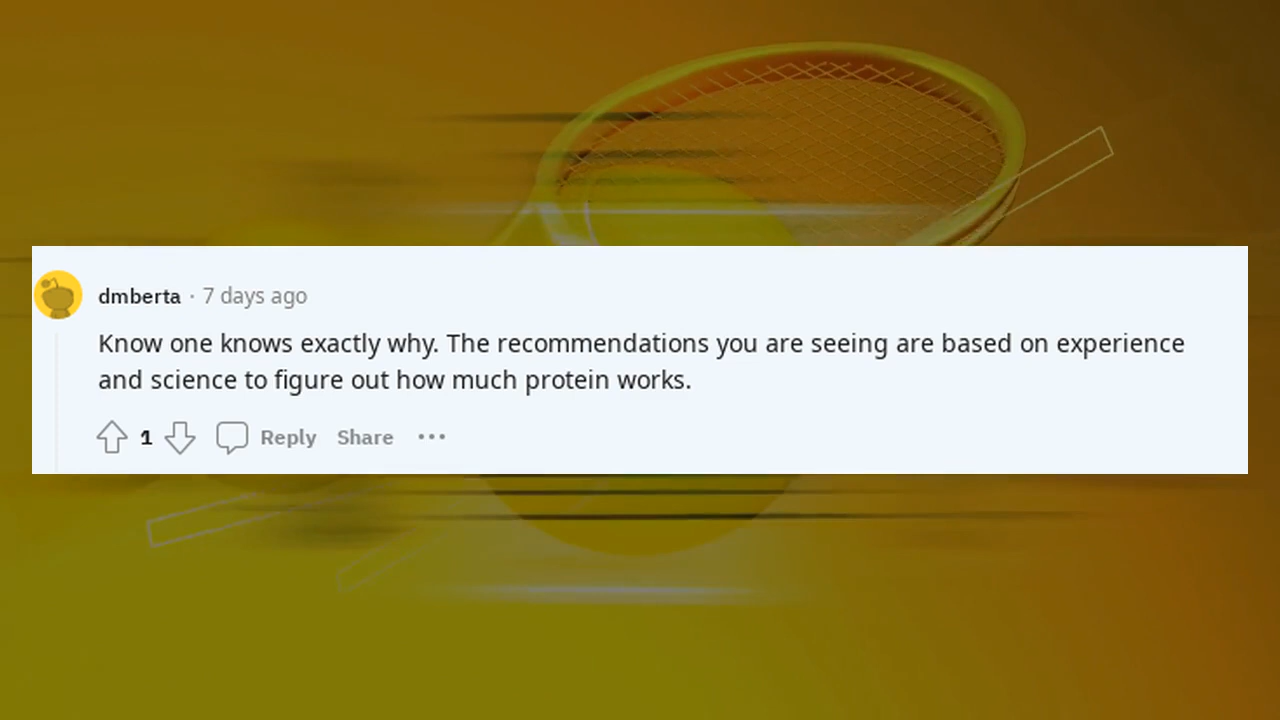 dmberta · 7 days ago
Know one knows exactly why. The recommendations you are seeing are based on experience
and science to figure out how much protein works.
1 Reply Share ...